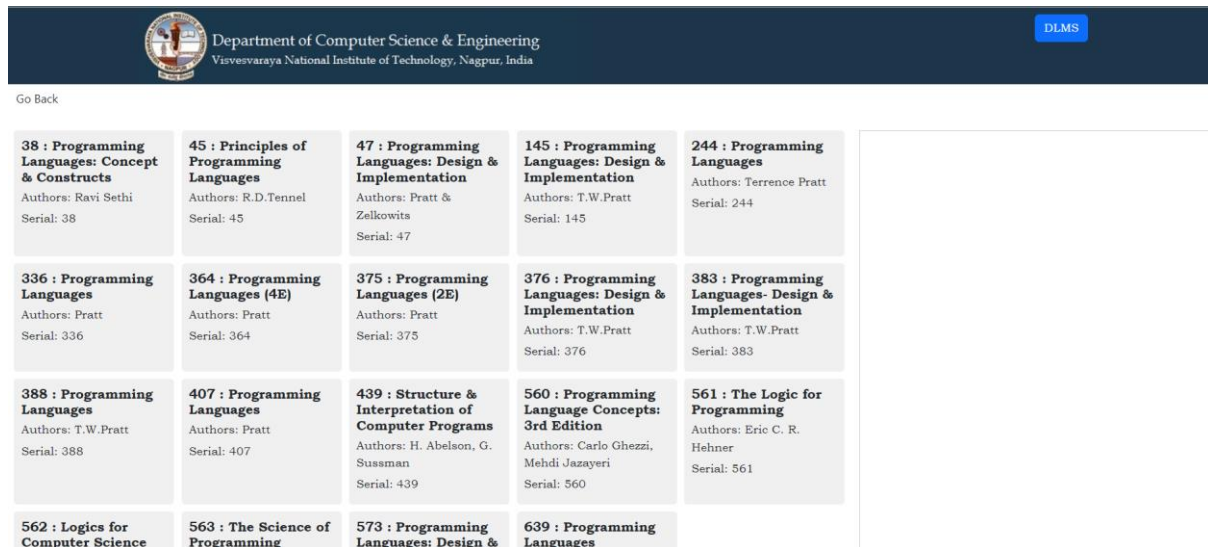 Department of Computer Science & Engineering
Visvesvaraya National Institute of Technology, Nagpur, India
DLMS
Go Back
38 : Programming
Languages: Concept
& Constructs
Authors: Ravi Sethi
Serial: 38
45 : Principles of
Programming
Languages
Authors: R.D.Tennel
Serial: 45
47 : Programming
Languages: Design &
Implementation
Authors: Pratt &
Zelkowits
Serial: 47
145 : Programming
Languages: Design &
Implementation
Authors: T.W.Pratt
Serial: 145
244 : Programming
Languages
Authors: Terrence Pratt
Serial: 244
336 : Programming
Languages
Authors: Pratt
Serial: 336
364 : Programming
Languages (4E)
Authors: Pratt
Serial: 364
375 : Programming
Languages (2E)
Authors: Pratt
Serial: 375
376 : Programming
Languages: Design &
Implementation
Authors: T.W.Pratt
Serial: 376
383 : Programming
Languages- Design &
Implementation
Authors: T.W.Pratt
Serial: 383
388 : Programming
Languages
Authors: T.W.Pratt
Serial: 388
407 : Programming
Languages
Authors: Pratt
Serial: 407
439 : Structure &
Interpretation of
Computer Programs
Authors: H. Abelson, G.
Sussman
Serial: 439
560 : Programming
Language Concepts:
3rd Edition
Authors: Carlo Ghezzi,
Mehdi Jazayeri
Serial: 560
561 : The Logic for
Programming
Authors: Eric C. R.
Hehner
Serial: 561
562 : Logics for
Computer Science
563 : The Science of
Programming
573 : Programming
Languages: Design &
639 : Programming
Languages